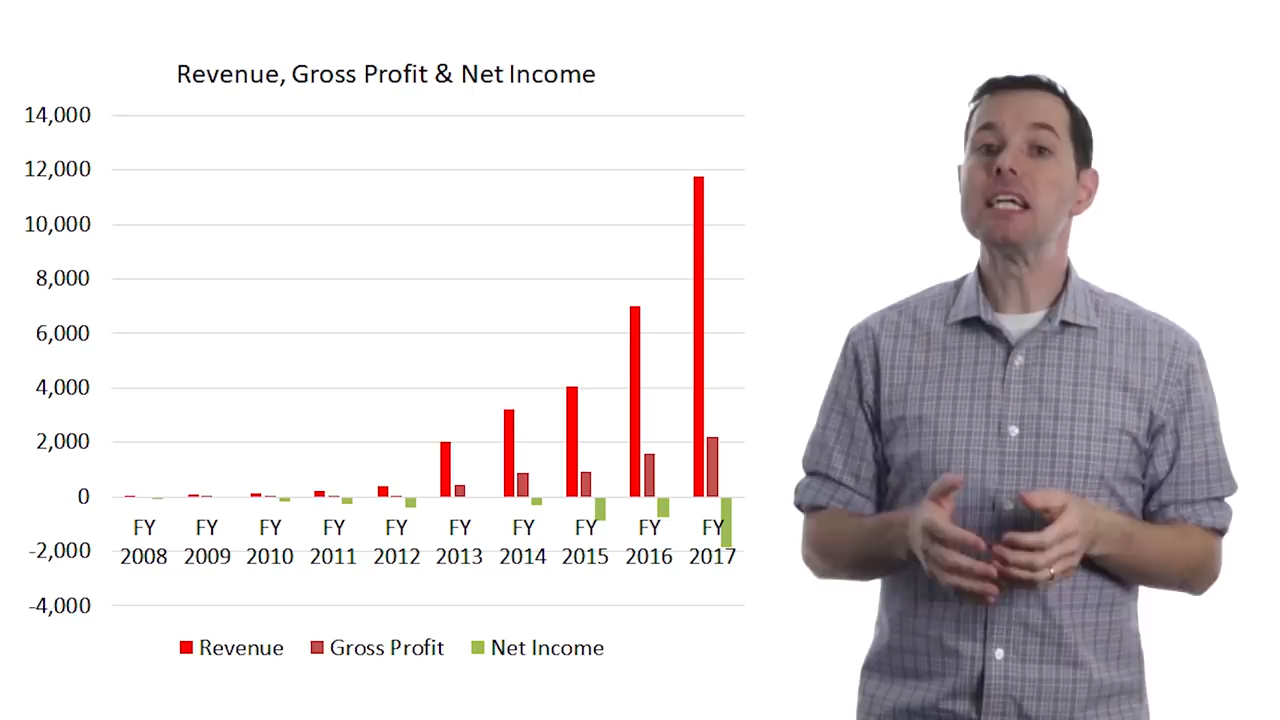 Revenue, Gross Profit & Net Income
14,000
12,000
10,000
8,000
6,000
4,000
2,000
0
-2,000
-4,000
FY 2008
FY 2009
FY 2010
FY 2011
FY 2012
FY 2013
FY 2014
FY 2015
FY 2016
FY 2017
Revenue
Gross Profit
Net Income